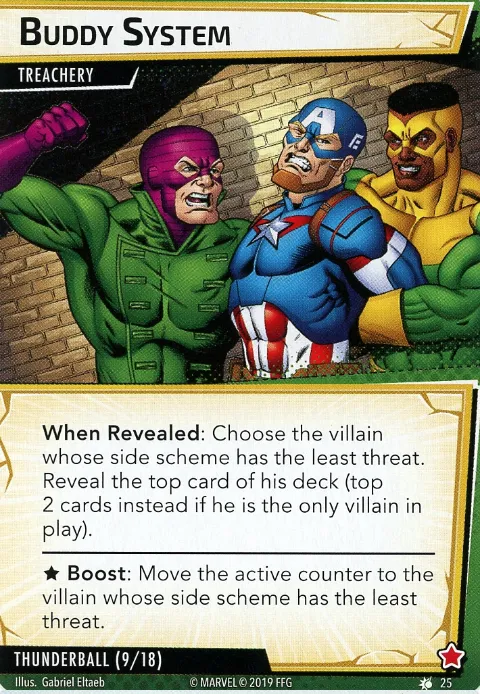 BUDDY SYSTEM
TREACHERY
A
When Revealed: Choose the villain
whose side scheme has the least threat.
Reveal the top card of his deck (top
2 cards instead if he is the only villain in
play).
★ Boost: Move the active counter to the
villain whose side scheme has the least
threat.
THUNDERBALL (9/18)
Illus. Gabriel Eltaeb © MARVEL © 2019 FFG 25